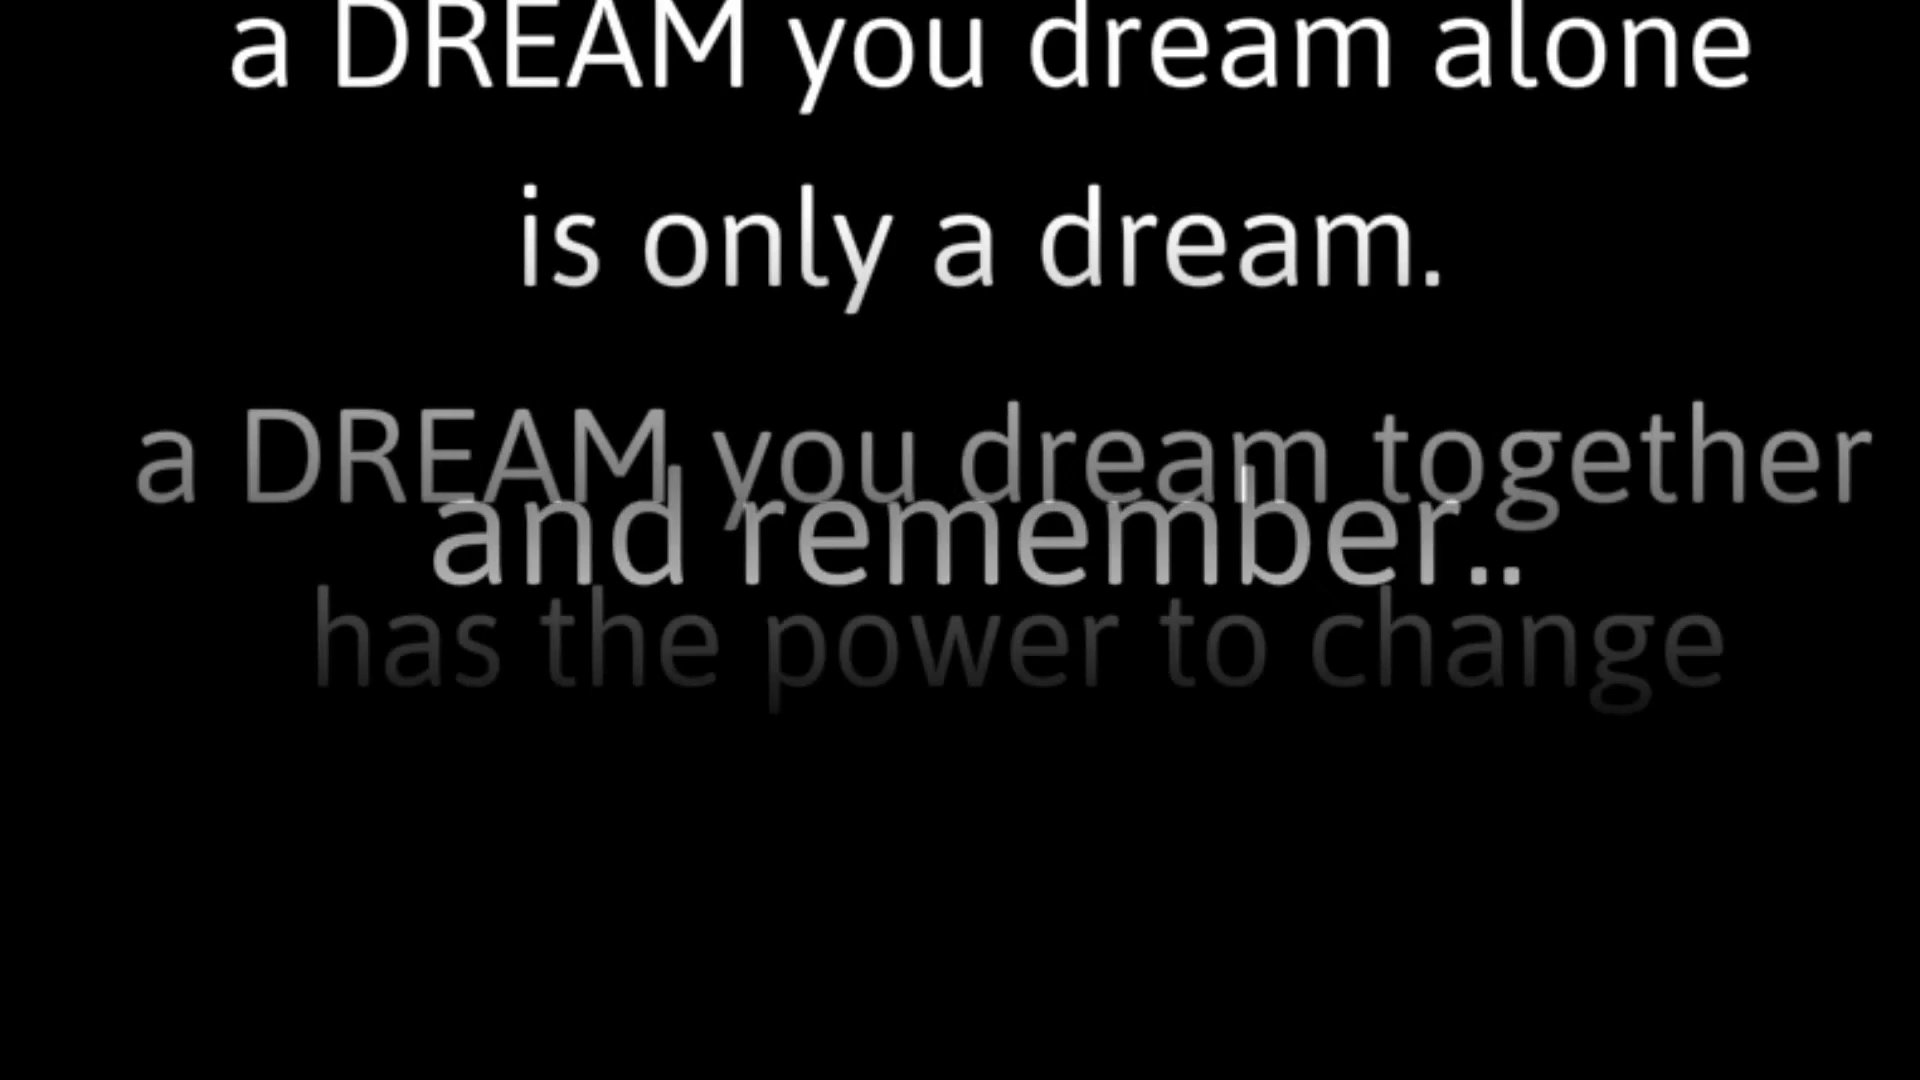 a DREAM you dream alone
is only a dream.
a DREAM you dream together
and remember..
has the power to change